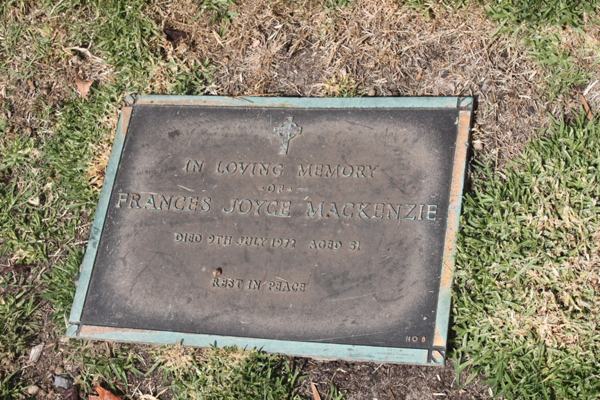 IN LOVING MEMORY
- OF -
FRANCES JOYCE MACKENZIE
DIED 9TH JULY 1972 AGED 51
REST IN PEACE
NO 8